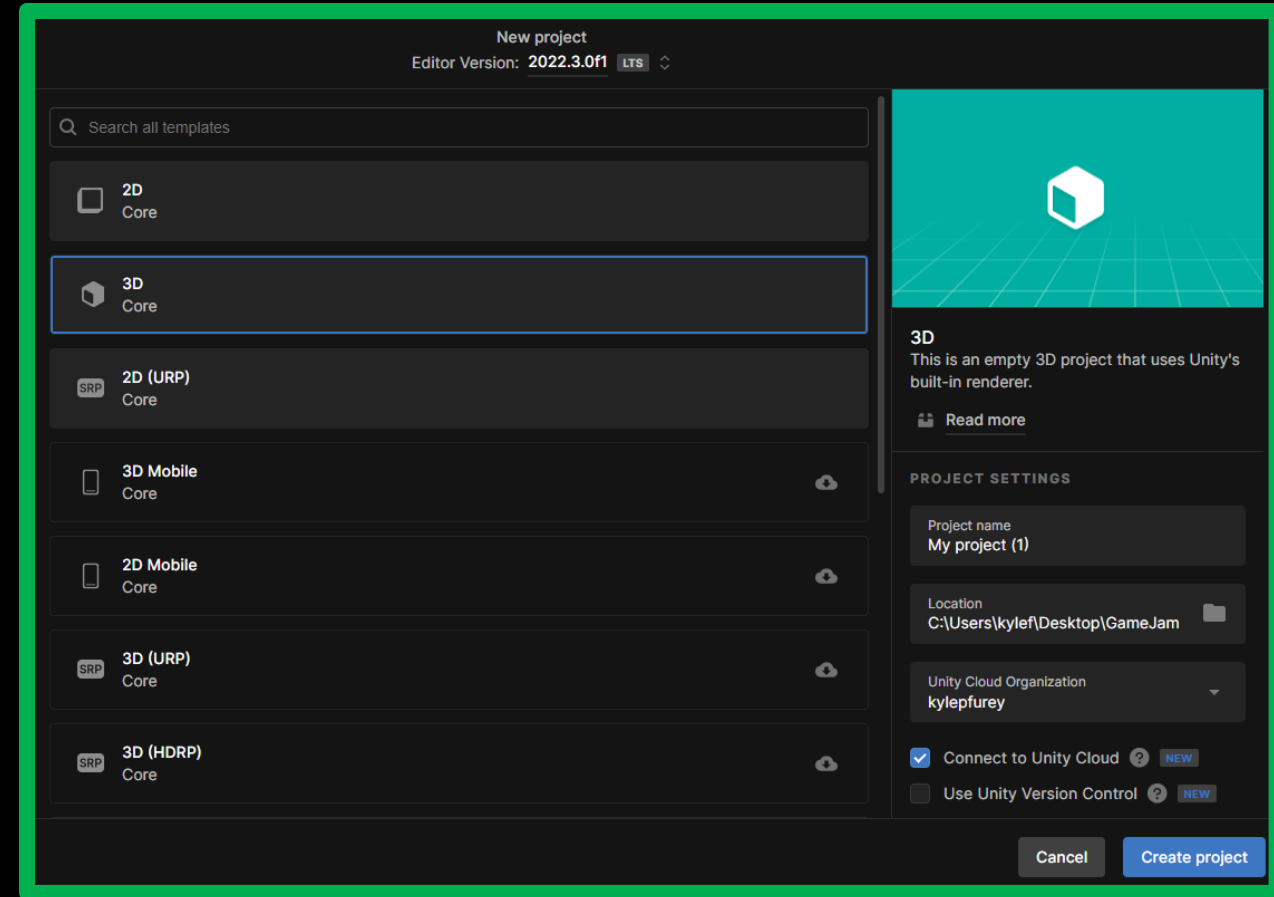 New project
Editor Version: 2022.3.0f1 LTS
Search all templates
2D
Core
3D
Core
SRP
2D (URP)
Core
3D Mobile
Core
2D Mobile
Core
SRP
3D (URP)
Core
SRP
3D (HDRP)
Core
3D
This is an empty 3D project that uses Unity's
built-in renderer.
Read more
PROJECT SETTINGS
Project name
My project (1)
Location
C:\Users\kylef\Desktop\GameJam
Unity Cloud Organization
kylepfurey
Connect to Unity Cloud ? NEW
Use Unity Version Control ? NEW
Cancel
Create project